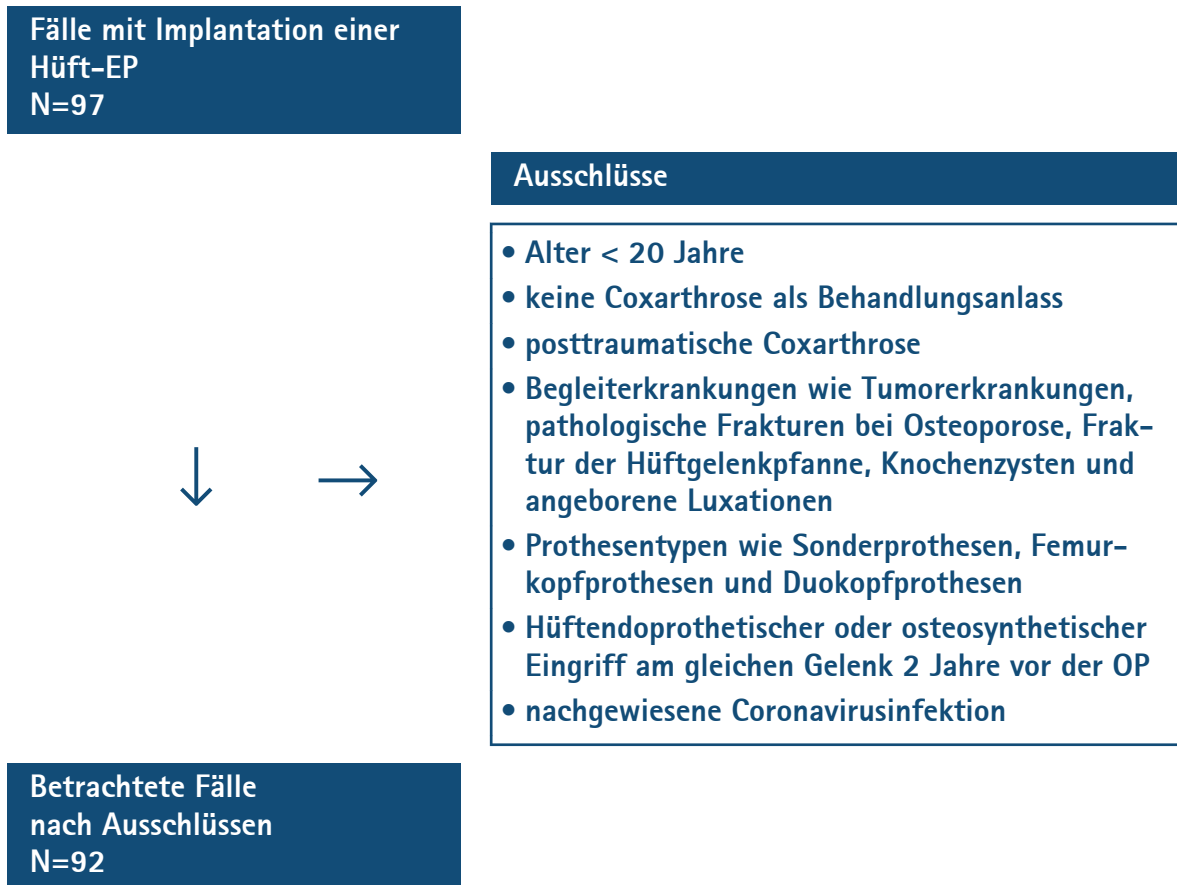 Fälle mit Implantation einer
Hüft-EP
N=97
Ausschlüsse
• Alter < 20 Jahre
• keine Coxarthrose als Behandlungsanlass
• posttraumatische Coxarthrose
• Begleiterkrankungen wie Tumorerkrankungen,
pathologische Frakturen bei Osteoporose, Frak-
tur der Hüftgelenkpfanne, Knochenzysten und
angeborene Luxationen
• Prothesentypen wie Sonderprothesen, Femur-
kopfprothesen und Duokopfprothesen
• Hüftendoprothetischer oder osteosynthetischer
Eingriff am gleichen Gelenk 2 Jahre vor der OP
• nachgewiesene Coronavirusinfektion
Betrachtete Fälle
nach Ausschlüssen
N=92